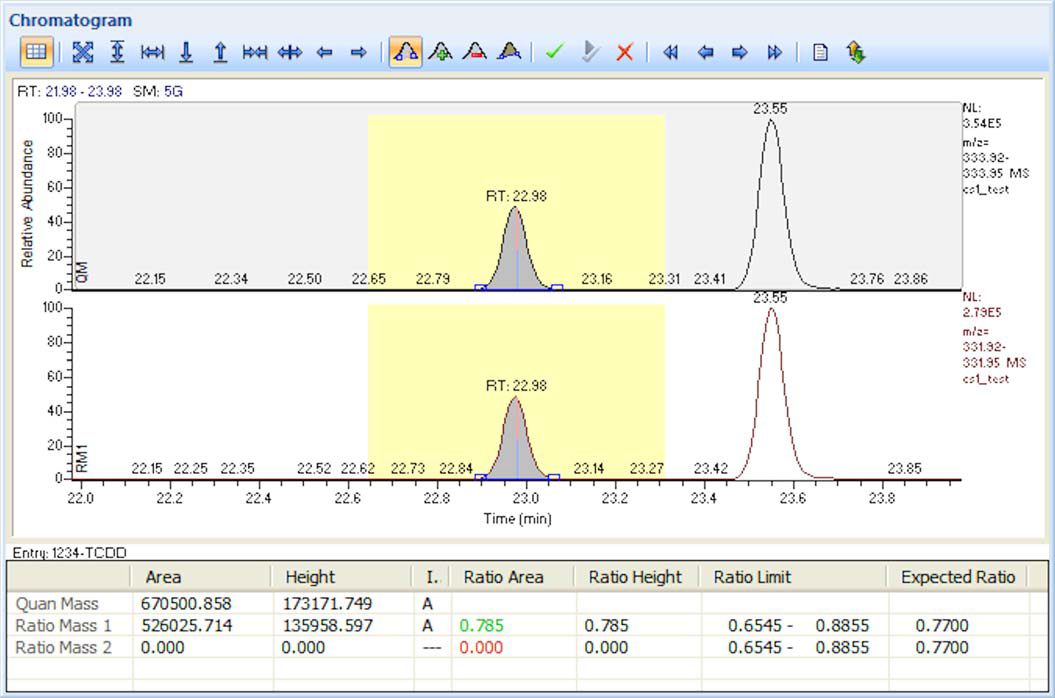 Chromatogram
RT: 21.98 - 23.98 SM: 5G
NL:
3.54E5
m/z=
333.92-
333.95 MS
cs1_test
Relative Abundance
100
80
60
40
20
0
QM
22.15 22.34 22.50 22.65 22.79 RT: 22.98 23.16 23.31 23.41 23.55 23.76 23.86
NL:
2.79E5
m/z=
331.92-
331.95 MS
cs1_test
100
80
60
40
20
0
RM1
22.15 22.25 22.35 22.52 22.62 22.73 22.84 RT: 22.98 23.14 23.27 23.42 23.55 23.85
22.0 22.2 22.4 22.6 22.8 23.0 23.2 23.4 23.6 23.8
Time (min)
Entry: 1234-TCDD
Area Height I.. Ratio Area Ratio Height Ratio Limit Expected Ratio
Quan Mass 670500.858 173171.749 A
Ratio Mass 1 526025.714 135958.597 A 0.785 0.785 0.6545 - 0.8855 0.7700
Ratio Mass 2 0.000 0.000 --- 0.000 0.000 0.6545 - 0.8855 0.7700